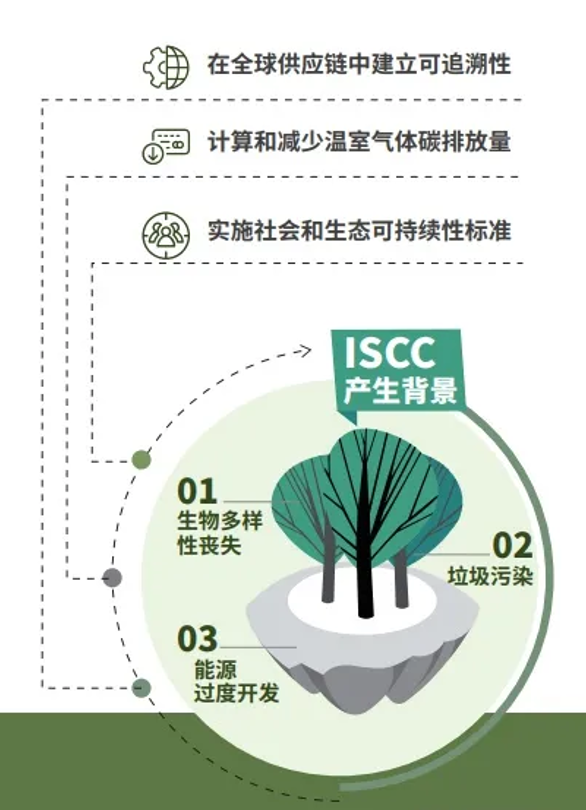 在全球供应链中建立可追溯性
计算和减少温室气体碳排放量
实施社会和生态可持续性标准
ISCC
产生背景
01
生物多样
性丧失
02
垃圾污染
03
能源
过度开发